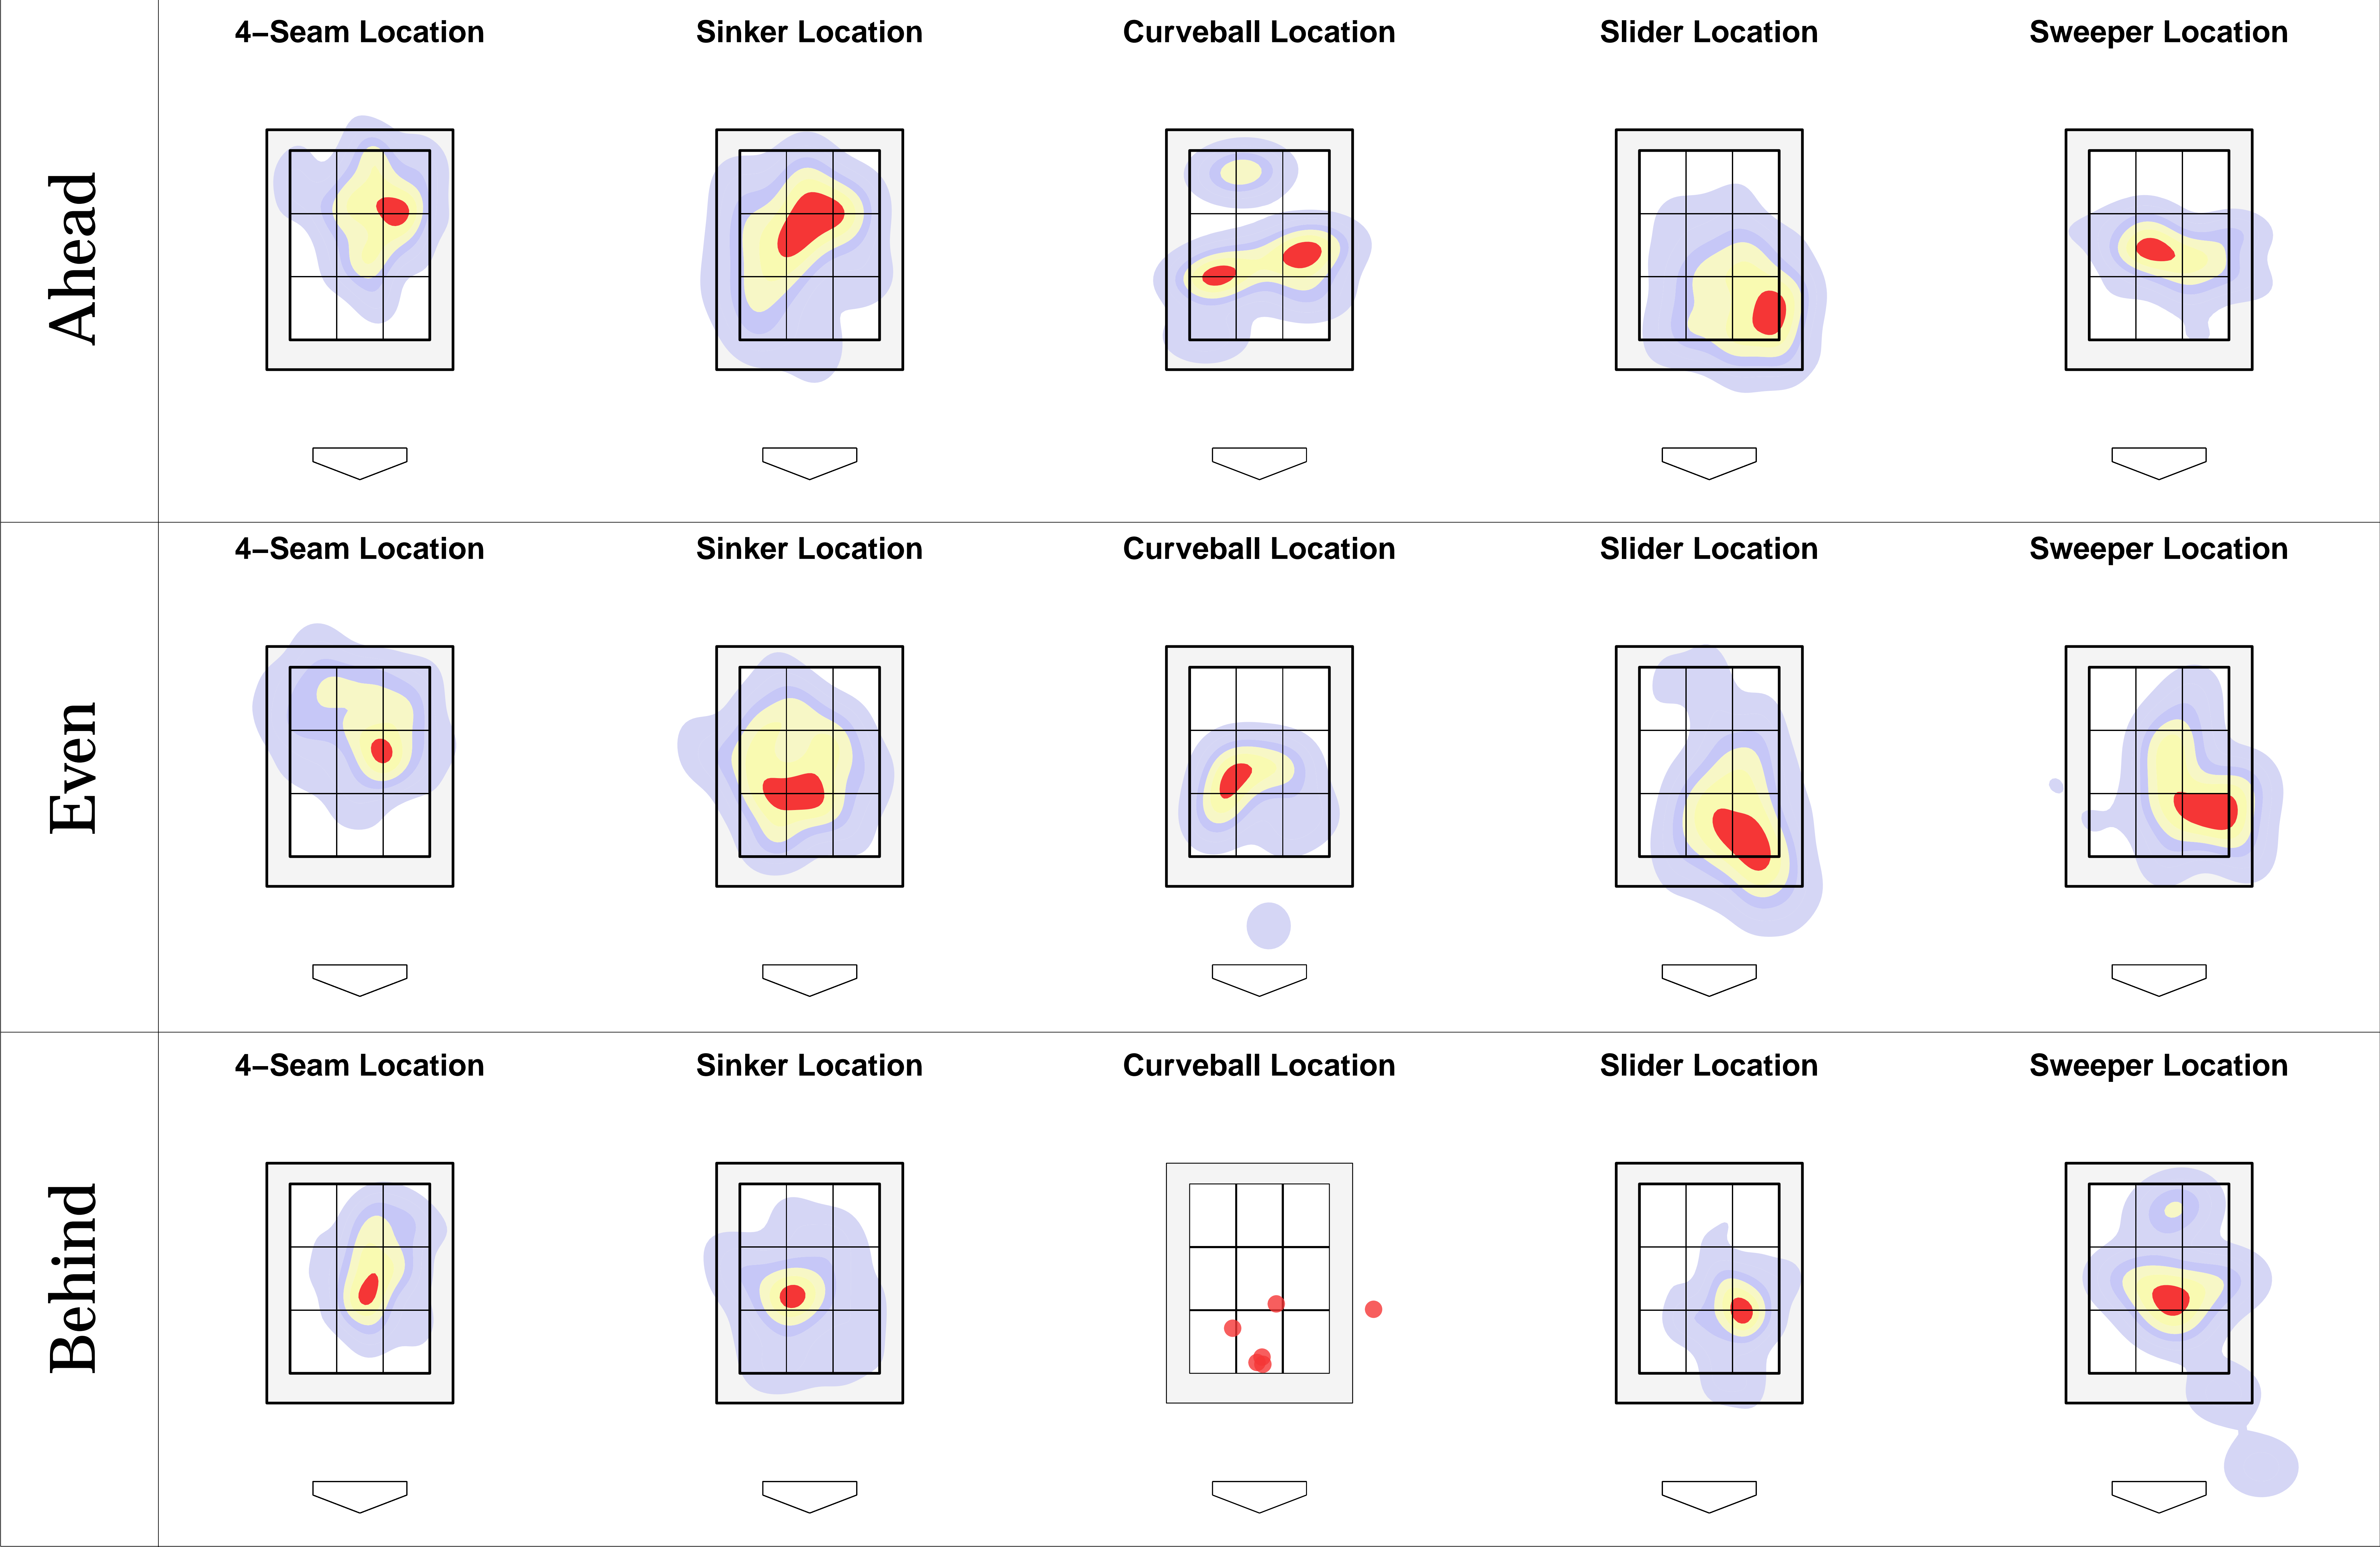 4–Seam Location
Sinker Location
Curveball Location
Slider Location
Sweeper Location
Ahead
4–Seam Location
Sinker Location
Curveball Location
Slider Location
Sweeper Location
Even
4–Seam Location
Sinker Location
Curveball Location
Slider Location
Sweeper Location
Behind